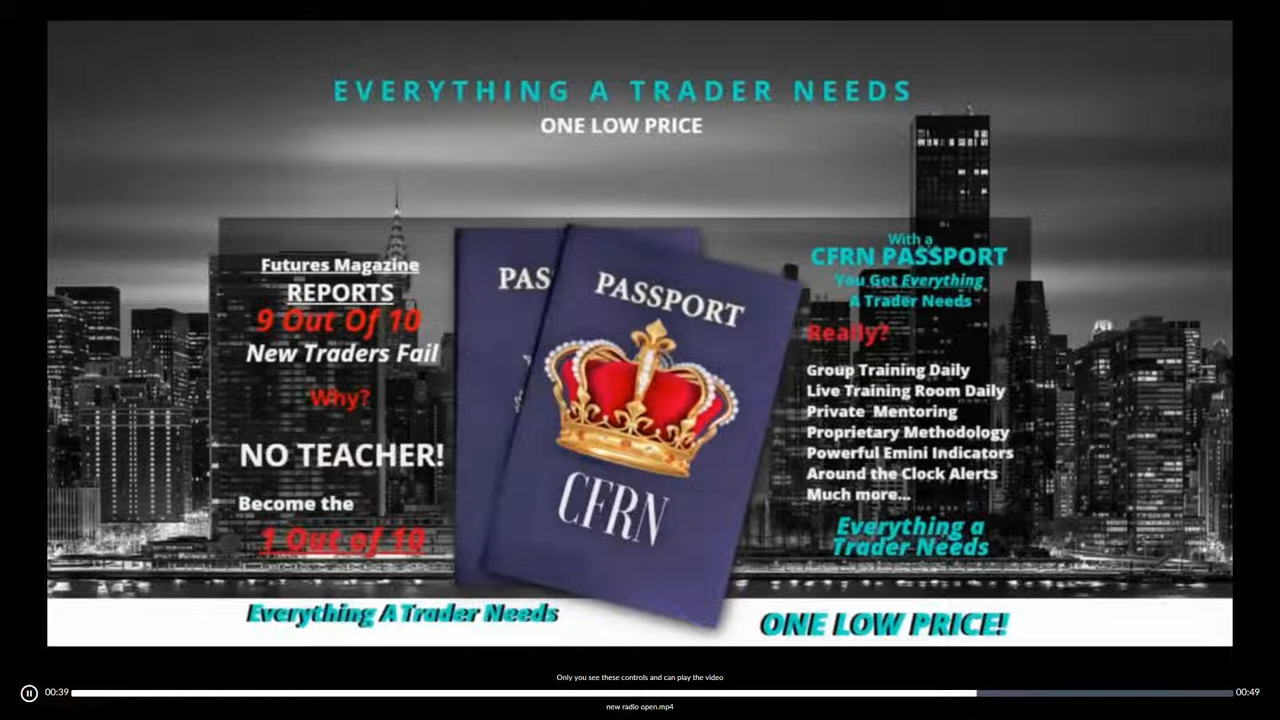 EVERYTHING A TRADER NEEDS
ONE LOW PRICE
Futures Magazine
REPORTS
9 Out Of 10
New Traders Fail
Why?
NO TEACHER!
Become the
1 Out of 10
PAS
PASSPORT
CFRN
With a
CFRN PASSPORT
You Get Everything
A Trader Needs
Really?
Group Training Daily
Live Training Room Daily
Private Mentoring
Proprietary Methodology
Powerful Emini Indicators
Around the Clock Alerts
Much more...
Everything a
Trader Needs
Everything A Trader Needs
ONE LOW PRICE!
Only you see these controls and can play the video
00:39
00:49
new radio open.mp4